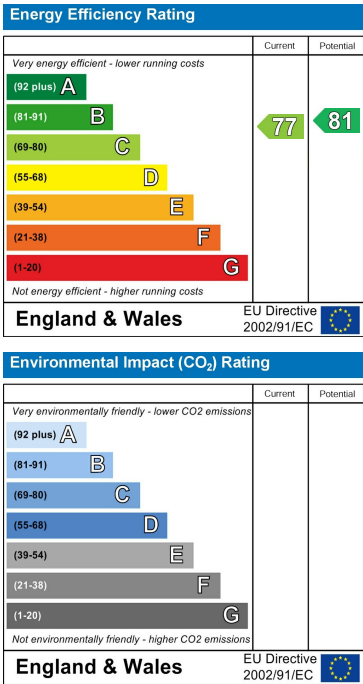 Energy Efficiency Rating
Current Potential
Very energy efficient - lower running costs
(92 plus) A
(81-91) B
(69-80) C
77 81
(55-68) D
(39-54) E
(21-38) F
(1-20) G
Not energy efficient - higher running costs
England & Wales
EU Directive
2002/91/EC
Environmental Impact (CO₂) Rating
Current Potential
Very environmentally friendly - lower CO2 emissions
(92 plus) A
(81-91) B
(69-80) C
(55-68) D
(39-54) E
(21-38) F
(1-20) G
Not environmentally friendly - higher CO2 emissions
England & Wales
EU Directive
2002/91/EC